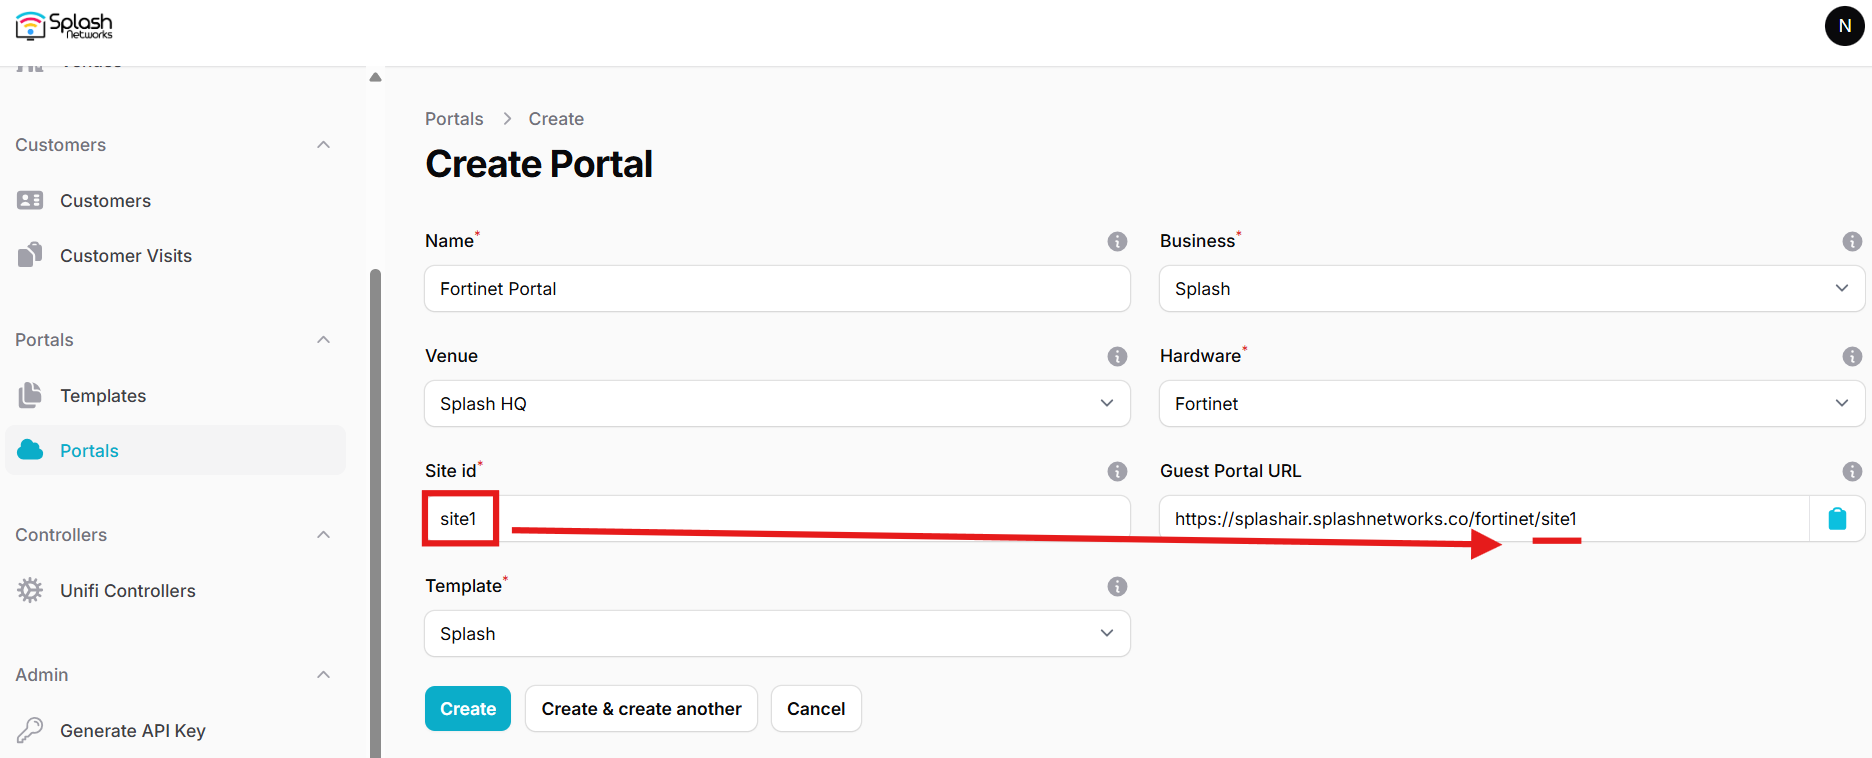 Splash
Networks
N
Customers
Customers
Customer Visits
Portals
Templates
Portals
Controllers
Unifi Controllers
Admin
Generate API Key
Portals > Create
Create Portal
Name*
Fortinet Portal
Business*
Splash
Venue
Splash HQ
Hardware*
Fortinet
Site id*
site1
Guest Portal URL
https://splashair.splashnetworks.co/fortinet/site1
Template*
Splash
Create
Create & create another
Cancel